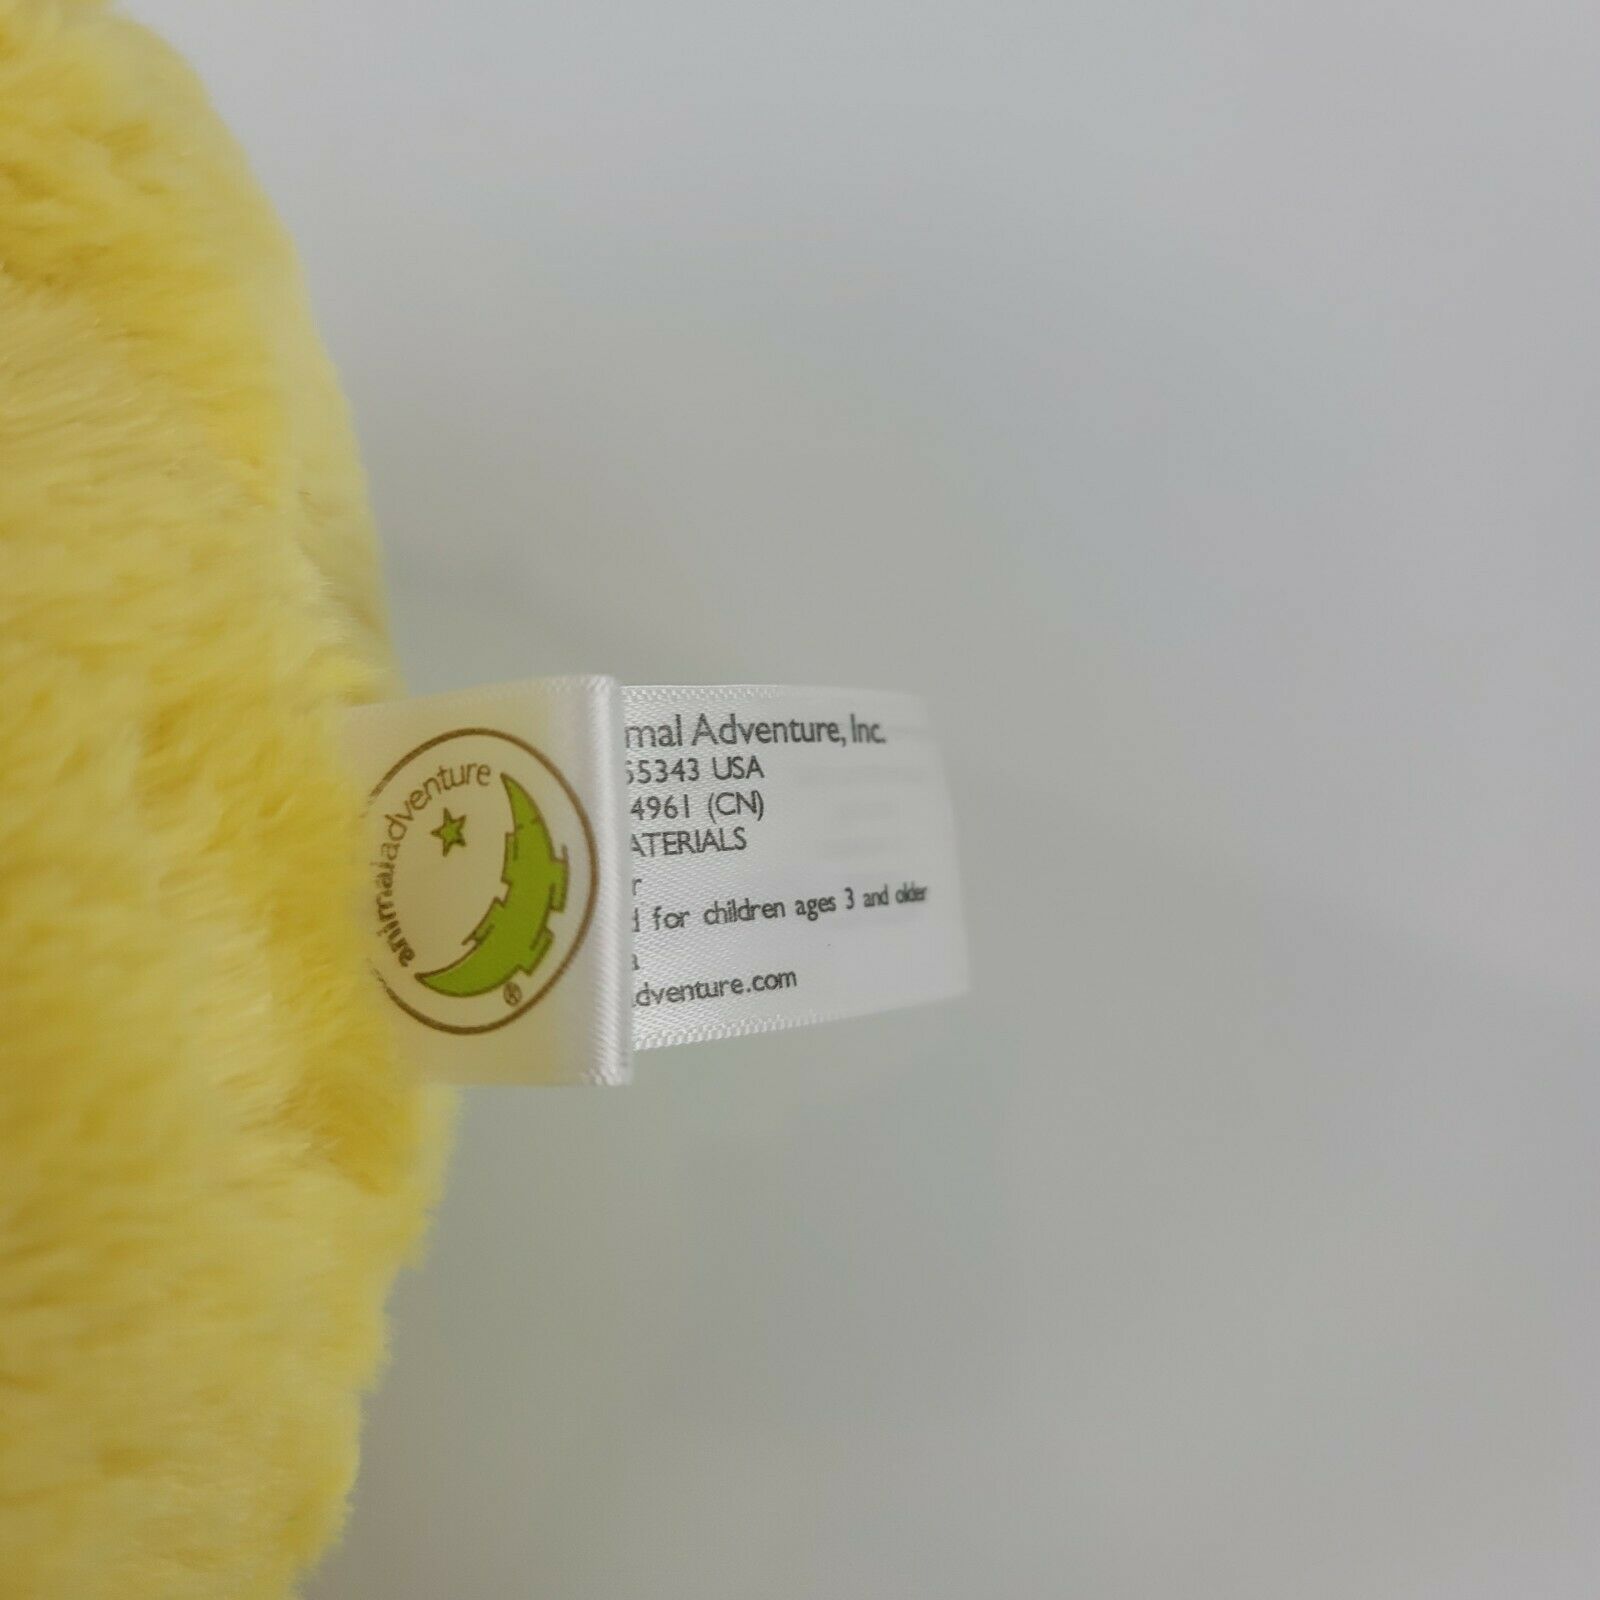 animaladventure
®
mal Adventure, Inc.
55343 USA
4961 (CN)
ATERIALS
r
d for children ages 3 and older
a
dventure.com